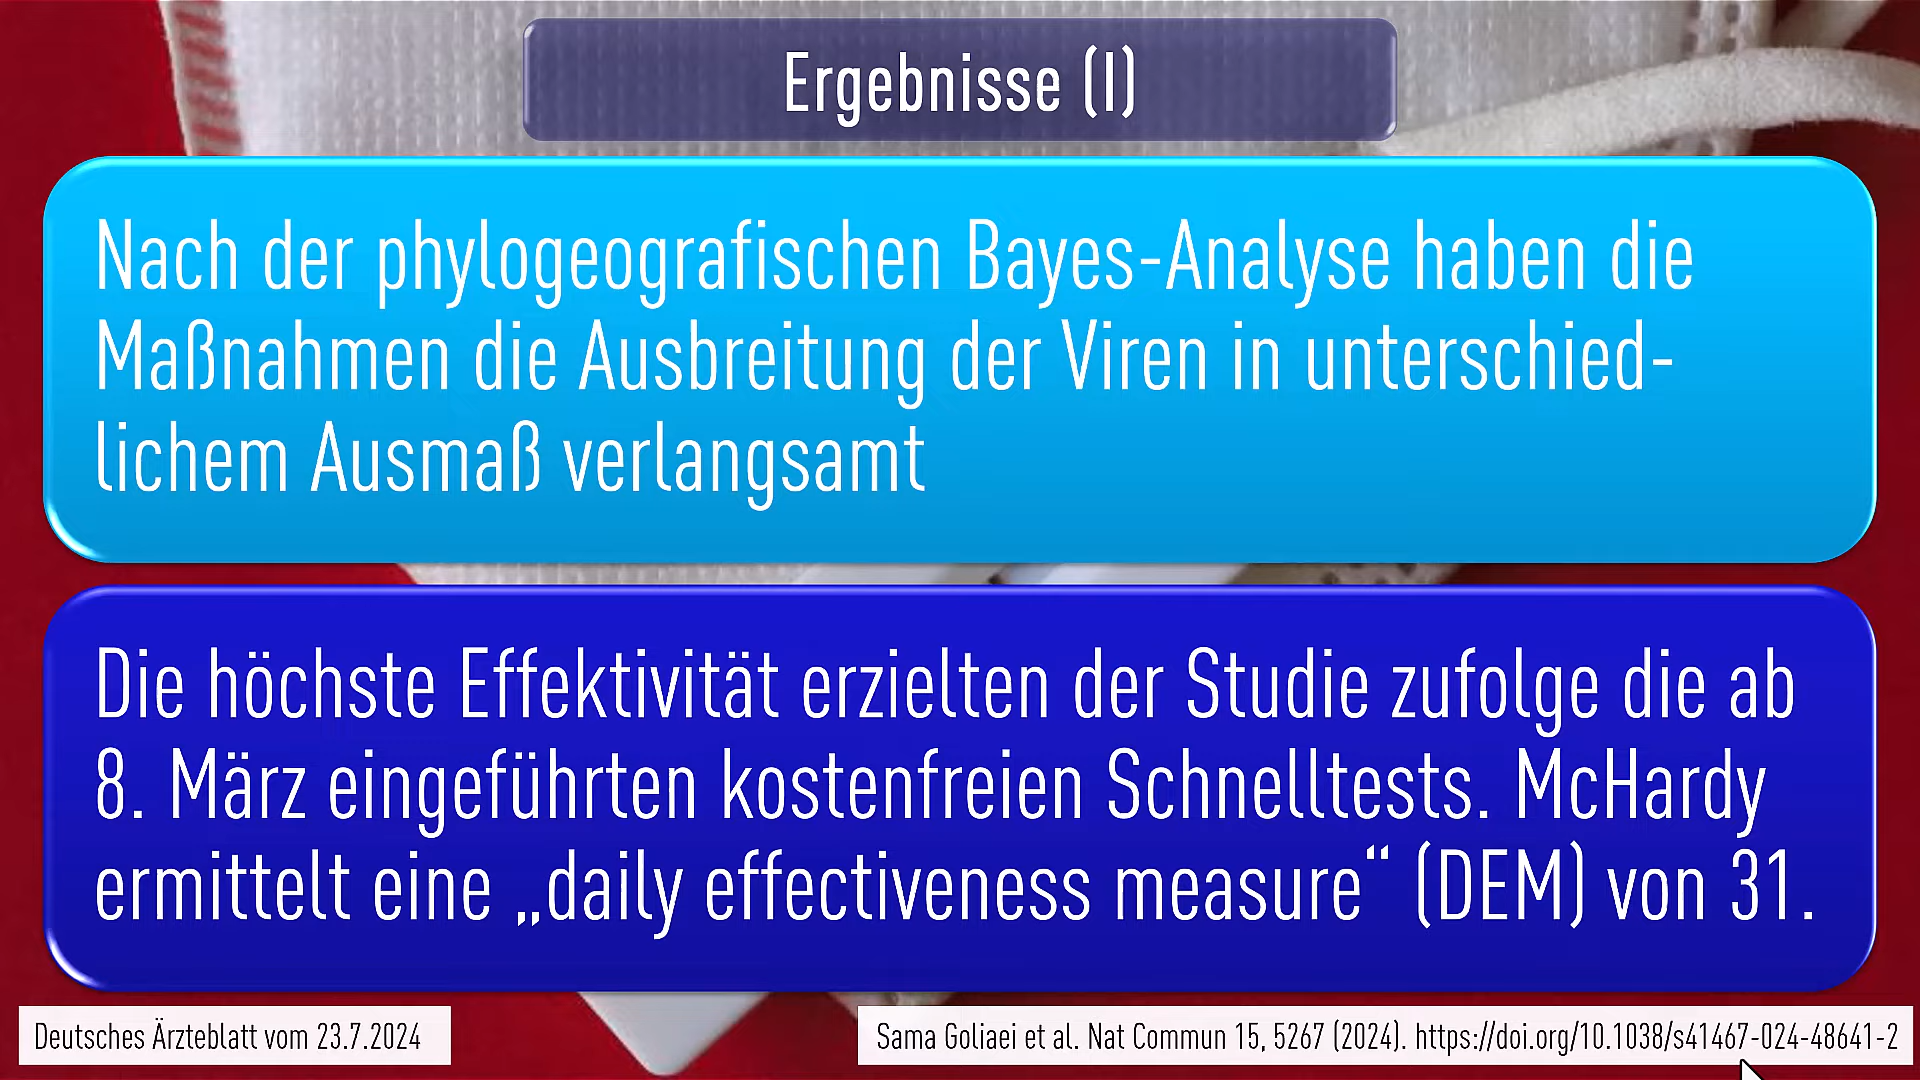 Ergebnisse (I)
Nach der phylogeografischen Bayes-Analyse haben die
Maßnahmen die Ausbreitung der Viren in unterschied-
lichem Ausmaß verlangsamt
Die höchste Effektivität erzielten der Studie zufolge die ab
8. März eingeführten kostenfreien Schnelltests. McHardy
ermittelt eine „daily effectiveness measure“ (DEM) von 31.
Deutsches Ärzteblatt vom 23.7.2024
Sama Goliaei et al. Nat Commun 15, 5267 (2024). https://doi.org/10.1038/s41467-024-48641-2